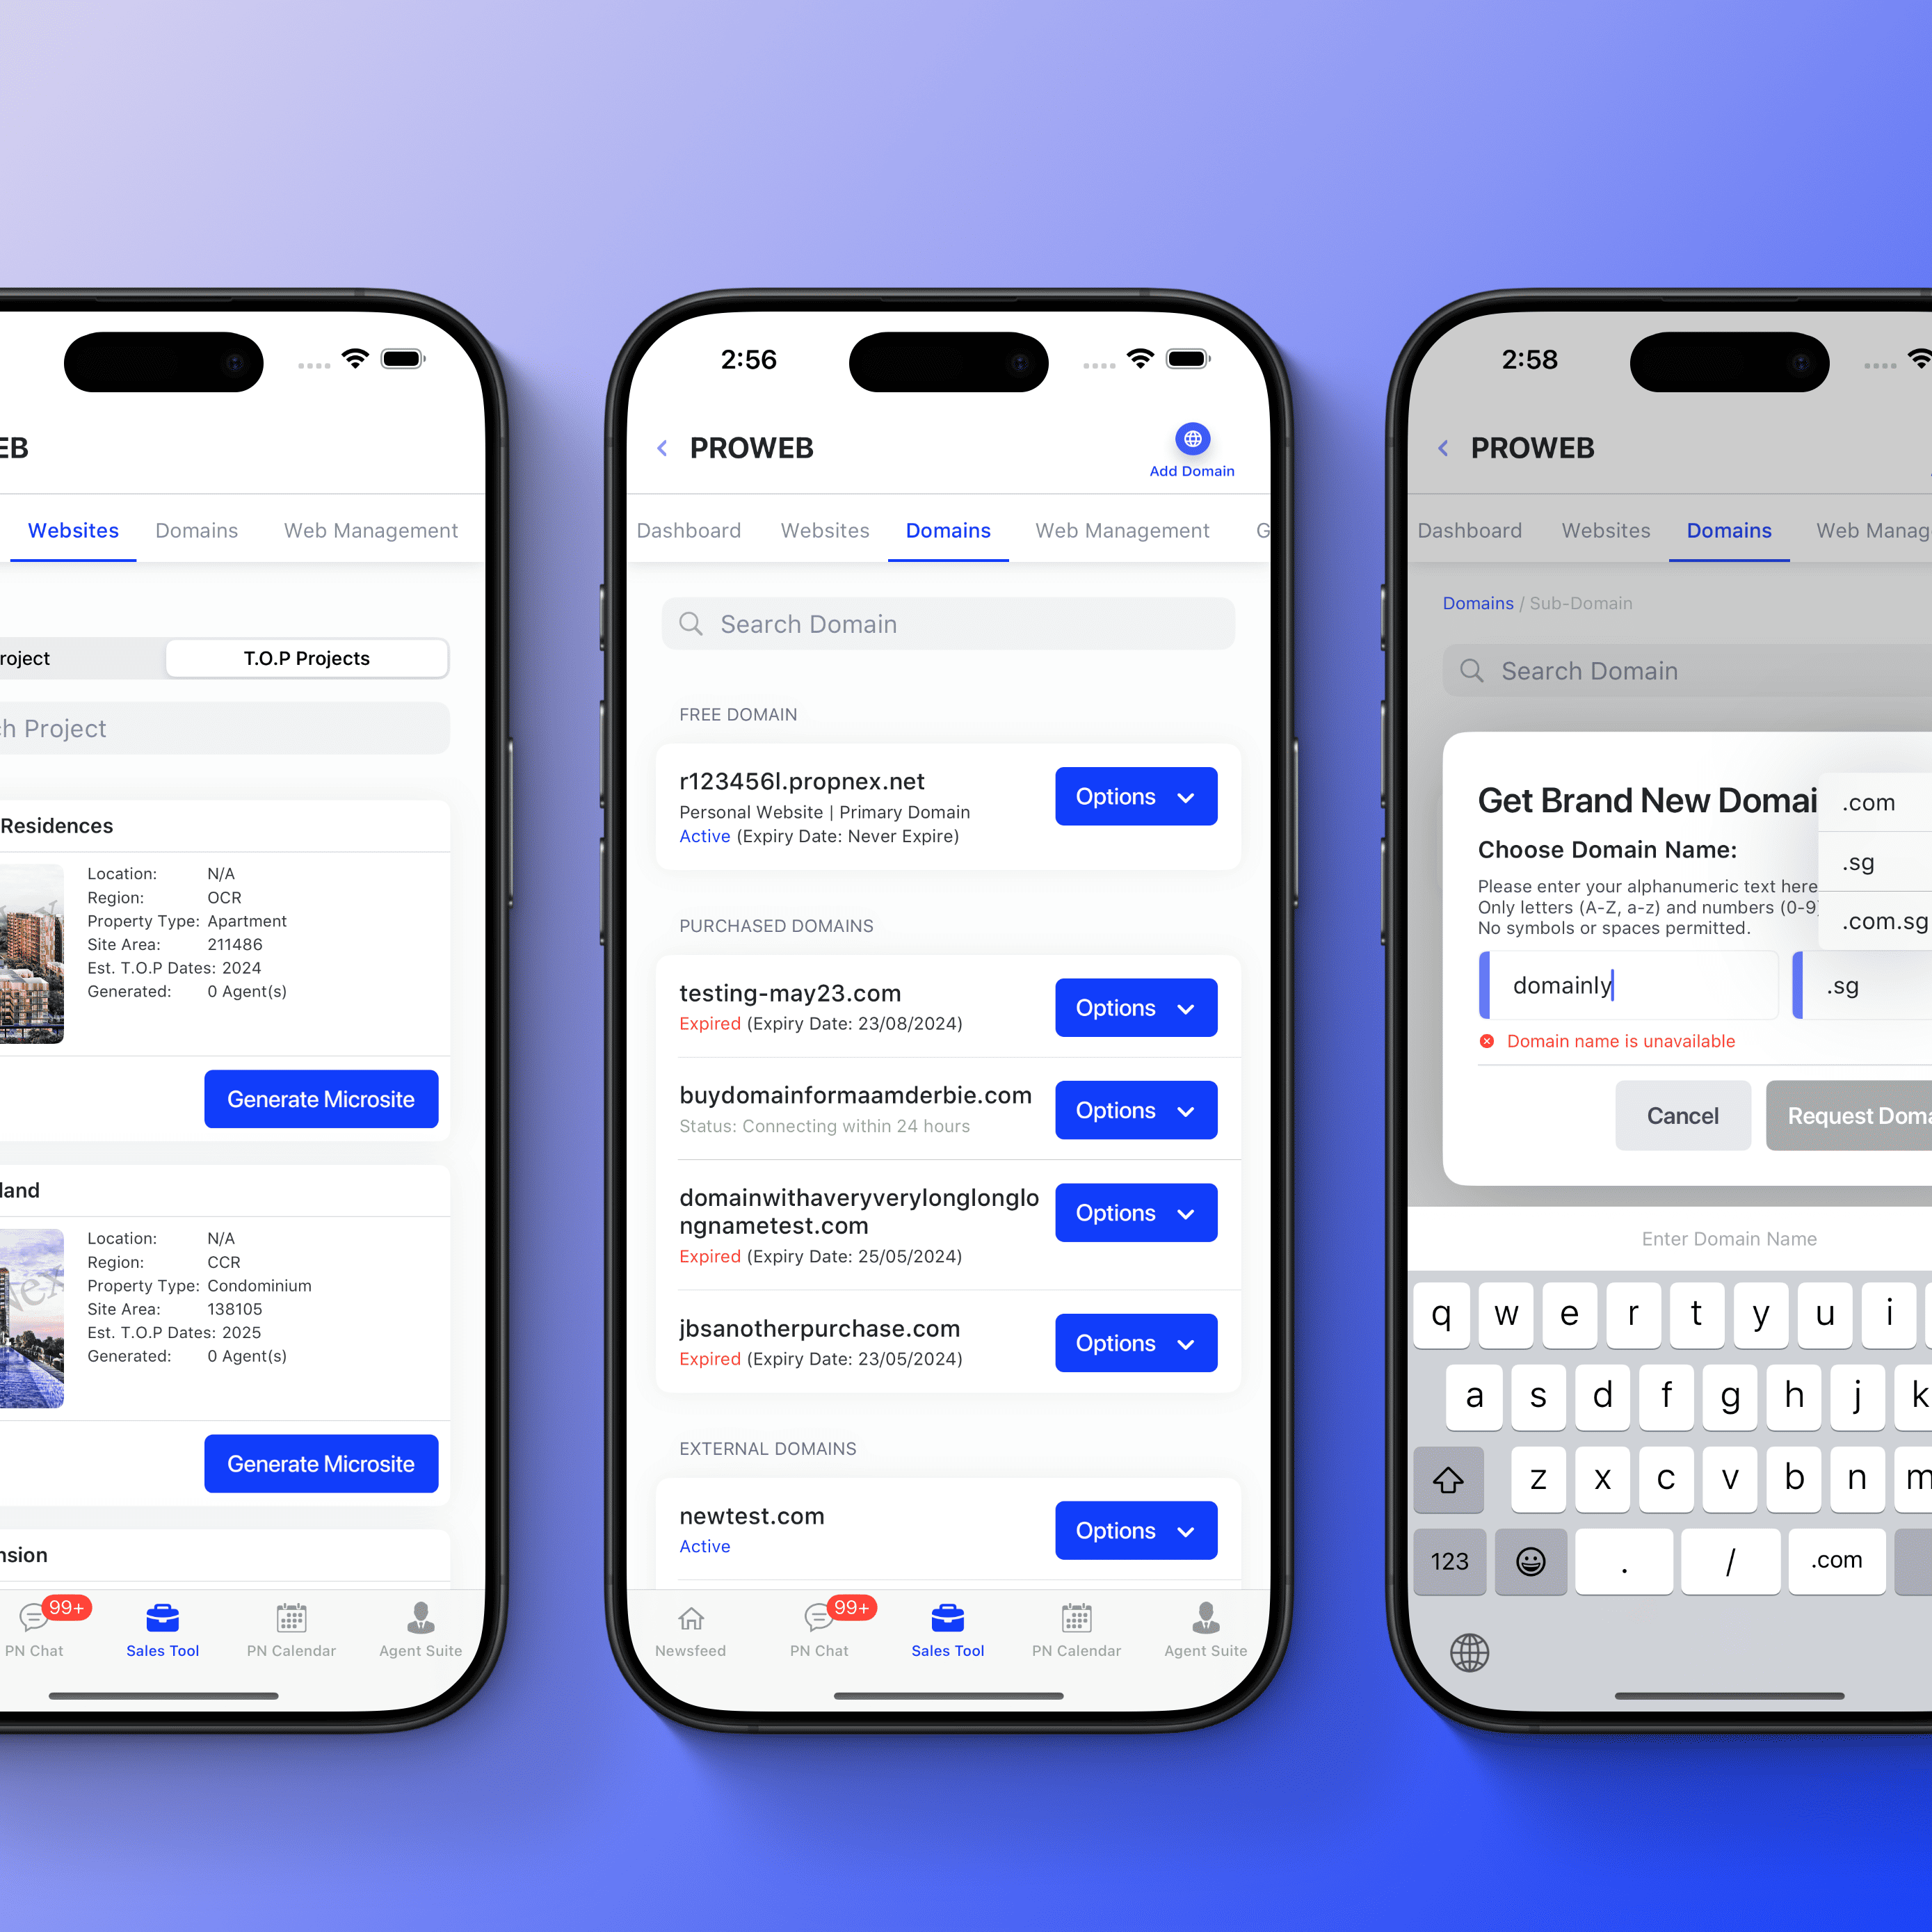 EB
Websites Domains Web Management
roject T.O.P Projects
ch Project
Residences
Location: N/A
Region: OCR
Property Type: Apartment
Site Area: 211486
Est. T.O.P Dates: 2024
Generated: 0 Agent(s)
Generate Microsite
land
Location: N/A
Region: CCR
Property Type: Condominium
Site Area: 138105
Est. T.O.P Dates: 2025
Generated: 0 Agent(s)
Generate Microsite
nsion
99+
PN Chat Sales Tool PN Calendar Agent Suite
2:56
PROWEB
Add Domain
Dashboard Websites Domains Web Management G
Search Domain
FREE DOMAIN
r123456l.propnex.net
Personal Website | Primary Domain
Active (Expiry Date: Never Expire)
Options
PURCHASED DOMAINS
testing-may23.com
Expired (Expiry Date: 23/08/2024)
Options
buydomainformaamderbie.com
Status: Connecting within 24 hours
Options
domainwithaveryverylonglonglo
ngnametest.com
Expired (Expiry Date: 25/05/2024)
Options
jbsanotherpurchase.com
Expired (Expiry Date: 23/05/2024)
Options
EXTERNAL DOMAINS
newtest.com
Active
Options
99+
Newsfeed PN Chat Sales Tool PN Calendar Agent Suite
2:58
PROWEB
Dashboard Websites Domains Web Manag
Domains / Sub-Domain
Search Domain
Get Brand New Domai
Choose Domain Name:
Please enter your alphanumeric text here
Only letters (A-Z, a-z) and numbers (0-9)
No symbols or spaces permitted.
.com
.sg
.com.sg
domainly .sg
Domain name is unavailable
Cancel Request Doma
Enter Domain Name
q w e r t y u i
a s d f g h j k
z x c v b n m
123 . / .com